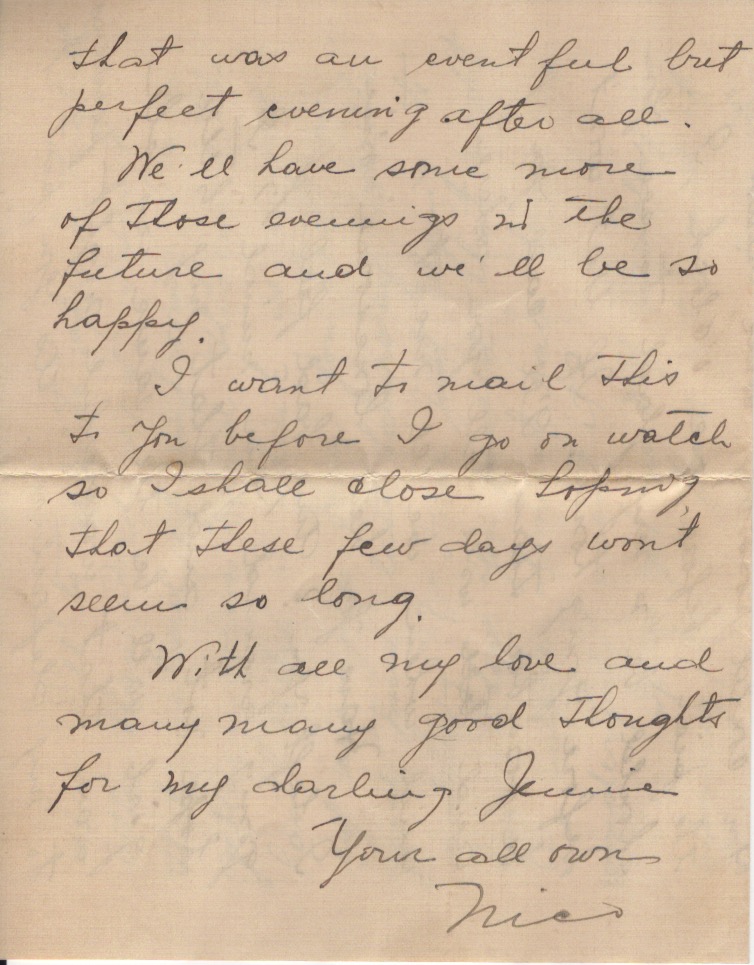 that was an eventful but
perfect evening after all.
We'll have some more
of those evenings in the
future and we'll be so
happy.
I want to mail this
to you before I go on watch
so I shall close hoping
that these few days wont
seem so long.
With all my love and
many many good thoughts
for my darling Jennie
Your all own
Nico